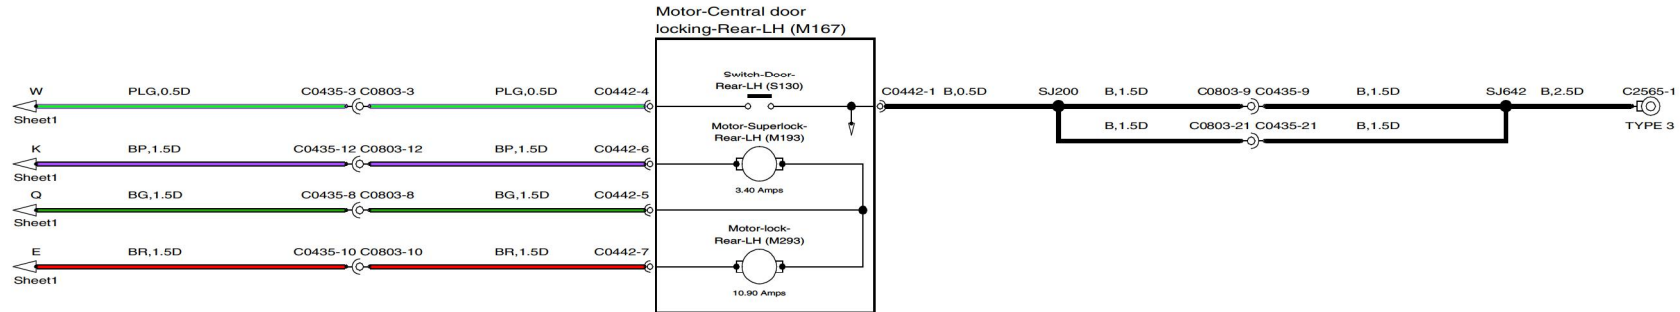 Motor-Central door
locking-Rear-LH (M167)
W PLG,0.5D C0435-3 C0803-3 PLG,0.5D C0442-4
Sheet1
Switch-Door-
Rear-LH (S130)
C0442-1 B,0.5D SJ200 B,1.5D C0803-9 C0435-9 B,1.5D SJ642 B,2.5D C2565-1
TYPE 3
B,1.5D C0803-21 C0435-21 B,1.5D
Motor-Superlock-
Rear-LH (M193)
3.40 Amps
K BP,1.5D C0435-12 C0803-12 BP,1.5D C0442-6
Sheet1
Q BG,1.5D C0435-8 C0803-8 BG,1.5D C0442-5
Sheet1
Motor-lock-
Rear-LH (M293)
10.90 Amps
E BR,1.5D C0435-10 C0803-10 BR,1.5D C0442-7
Sheet1